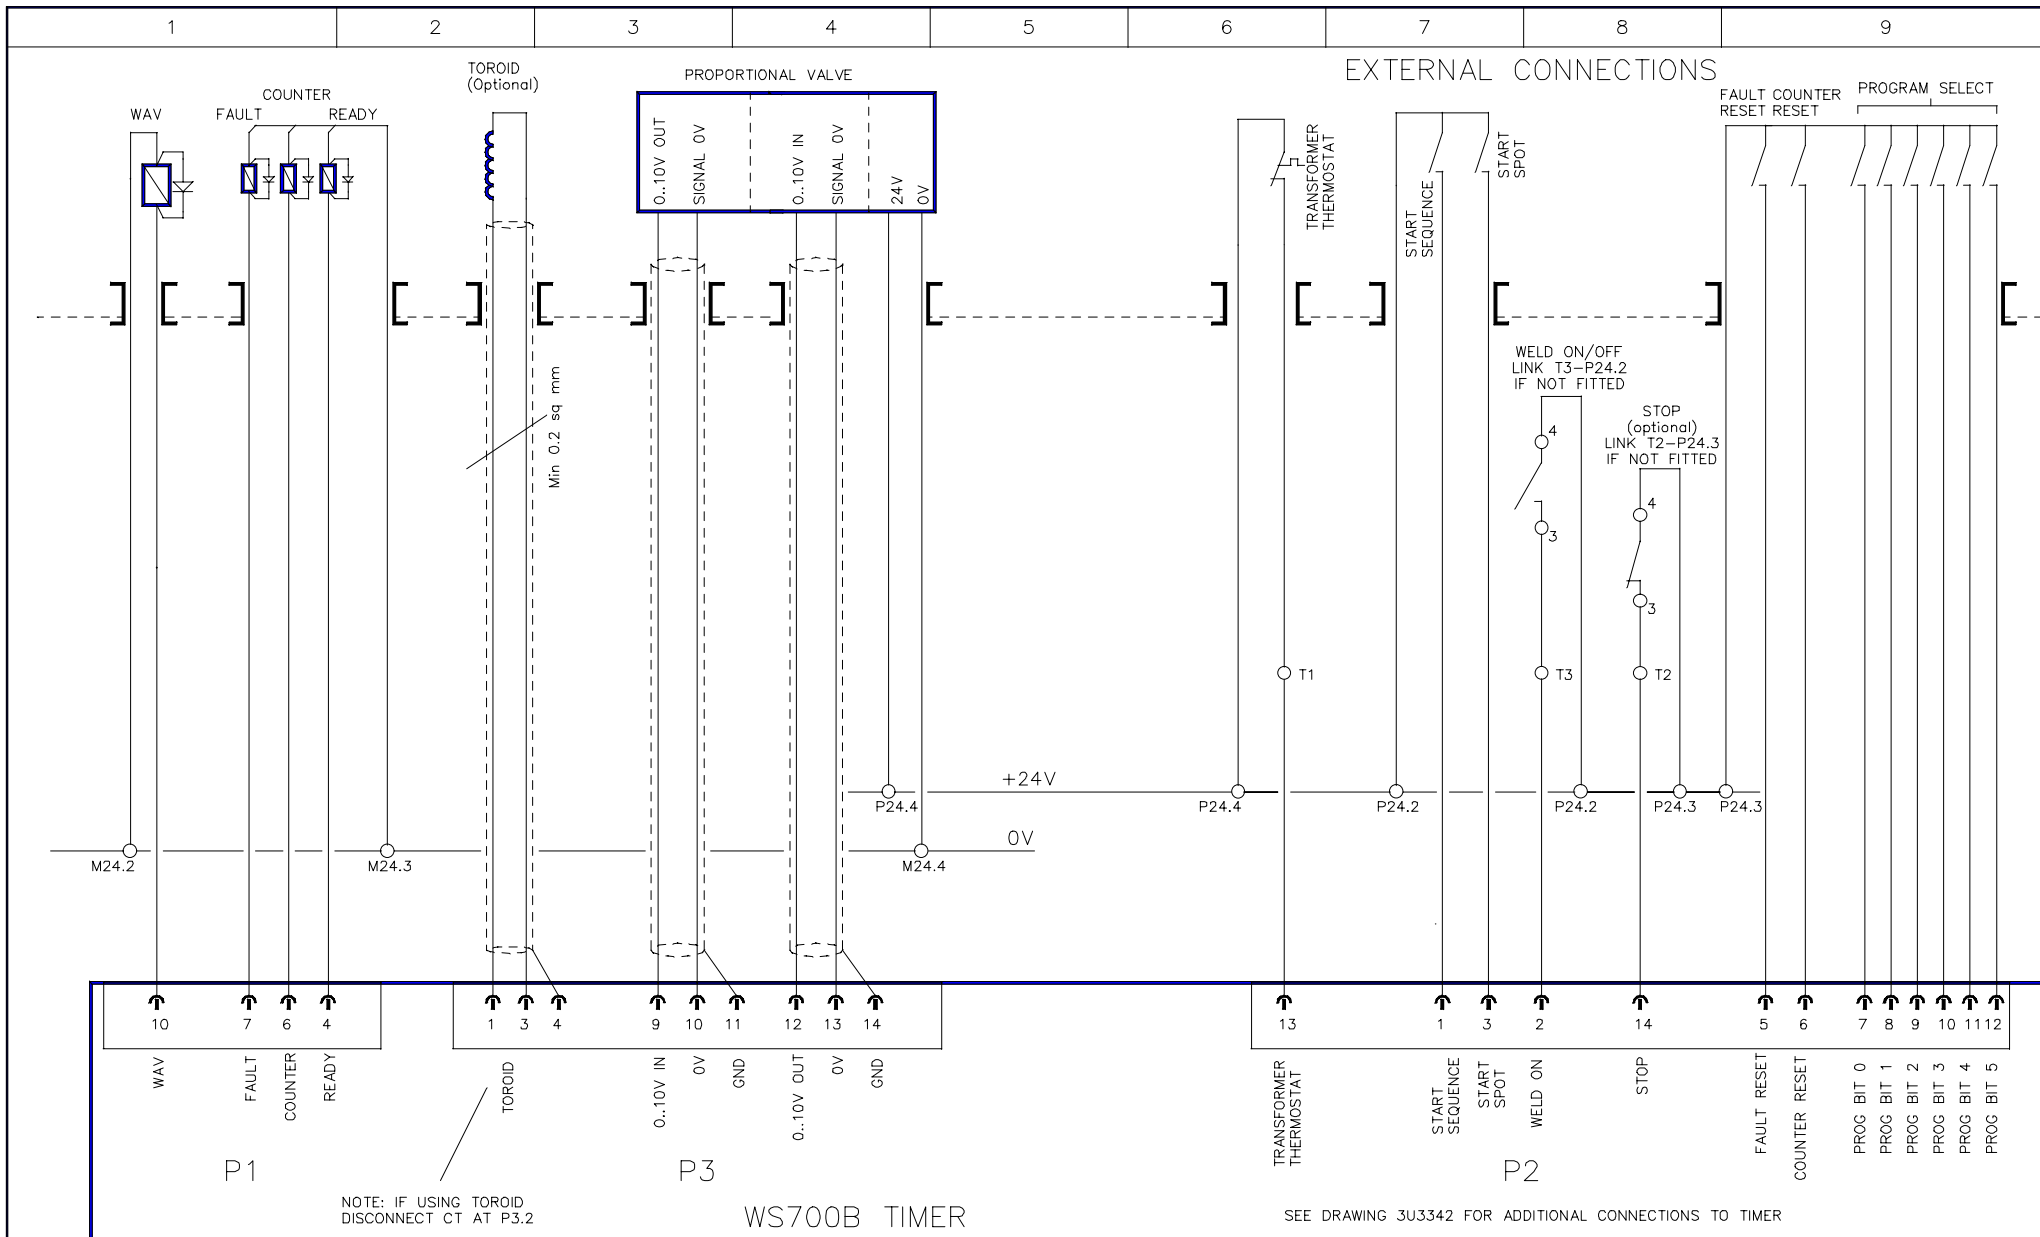 1 2 3 4 5 6 7 8 9
EXTERNAL CONNECTIONS
WAV
COUNTER
FAULT
READY
TOROID
(Optional)
PROPORTIONAL VALVE
0..10V OUT
SIGNAL 0V
0..10V IN
SIGNAL 0V
24V
0V
TRANSFORMER
THERMOSTAT
START
SEQUENCE
START
SPOT
FAULT COUNTER
RESET RESET
PROGRAM SELECT
Min 0.2 sq mm
WELD ON/OFF
LINK T3-P24.2
IF NOT FITTED
4
3
STOP
(optional)
LINK T2-P24.3
IF NOT FITTED
4
3
T1
T3
T2
+24V
P24.4
P24.4
P24.2
P24.2
P24.3
P24.3
0V
M24.2
M24.3
M24.4
10 7 6 4
1 3 4 9 10 11 12 13 14
13 1 3 2 14 5 6 7 8 9 10 11 12
WAV
FAULT
COUNTER
READY
TOROID
0..10V IN
0V
GND
0..10V OUT
0V
GND
TRANSFORMER
THERMOSTAT
START
SEQUENCE
START
SPOT
WELD ON
STOP
FAULT RESET
COUNTER RESET
PROG BIT 0
PROG BIT 1
PROG BIT 2
PROG BIT 3
PROG BIT 4
PROG BIT 5
P1
P3
P2
NOTE: IF USING TOROID
DISCONNECT CT AT P3.2
WS700B TIMER
SEE DRAWING 3U3342 FOR ADDITIONAL CONNECTIONS TO TIMER